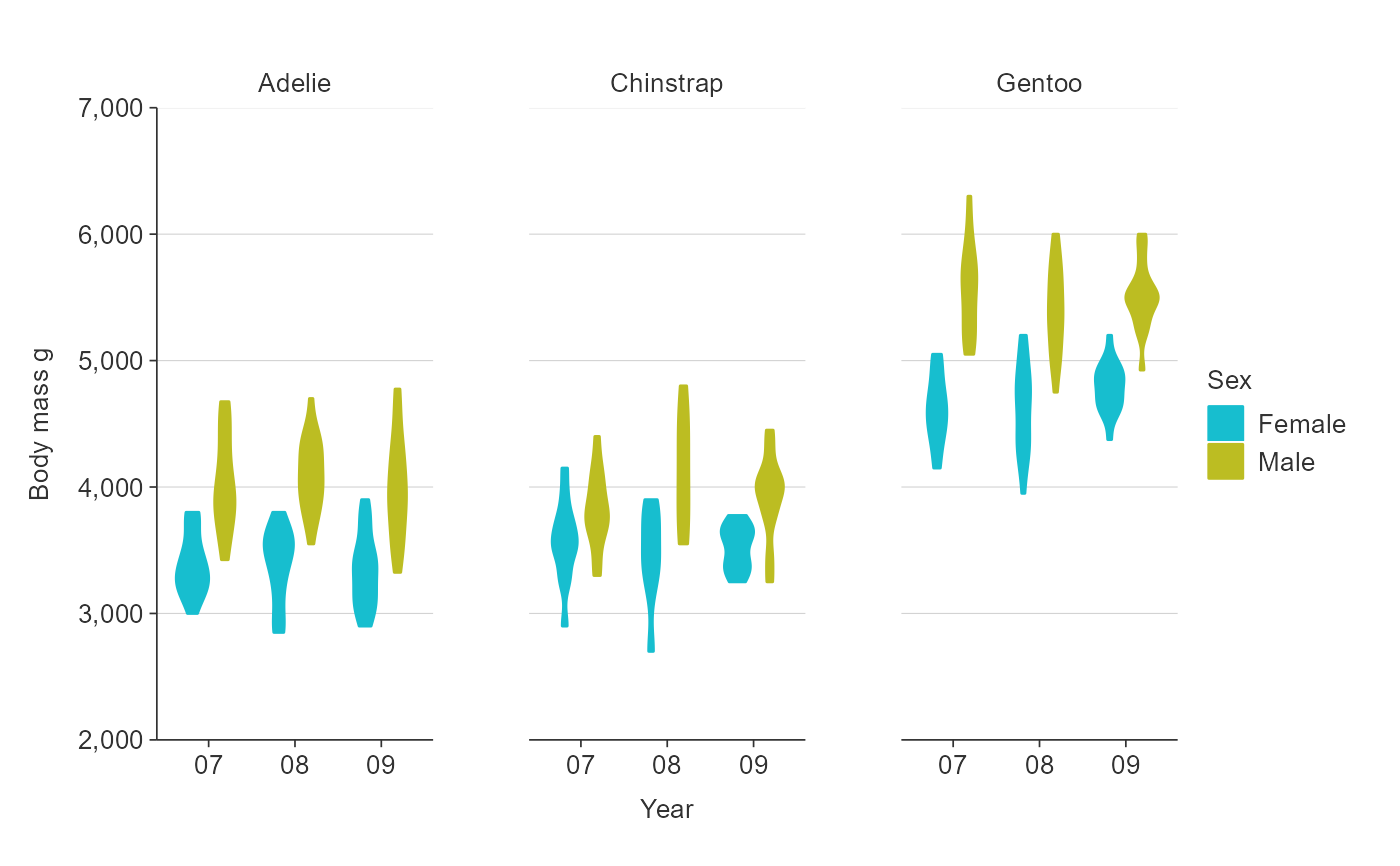 Adelie
Chinstrap
Gentoo
7,000
6,000
5,000
4,000
3,000
2,000
Body mass g
07 08 09
07 08 09
07 08 09
Year
Sex
Female
Male